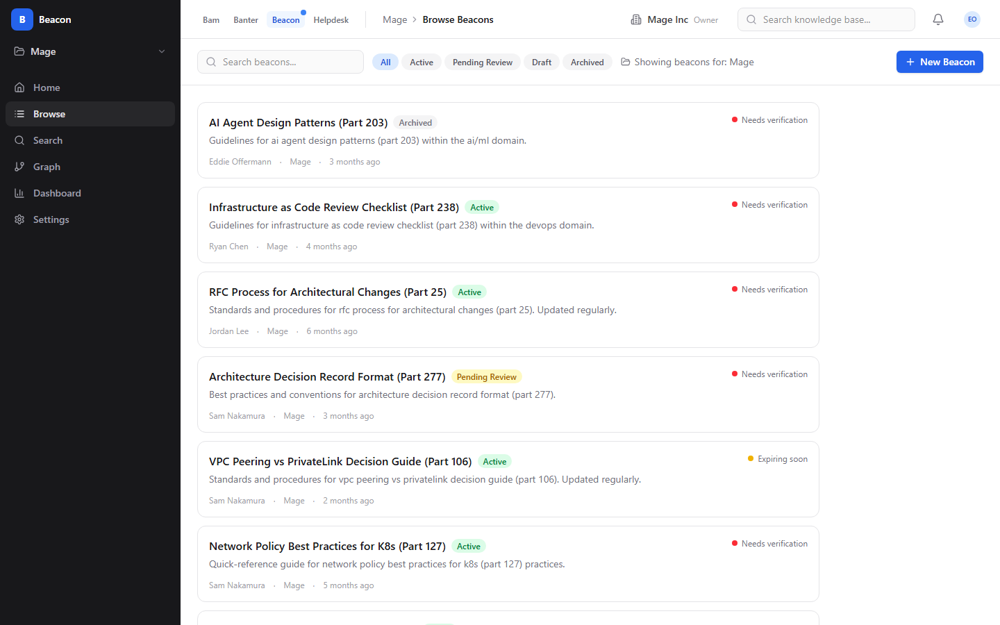 B Beacon
Mage
Home
Browse
Search
Graph
Dashboard
Settings
Bam Banter Beacon Helpdesk Mage > Browse Beacons Mage Inc Owner Search knowledge base... EO
Search beacons... All Active Pending Review Draft Archived Showing beacons for: Mage + New Beacon
AI Agent Design Patterns (Part 203) Archived Needs verification
Guidelines for ai agent design patterns (part 203) within the ai/ml domain.
Eddie Offermann · Mage · 3 months ago
Infrastructure as Code Review Checklist (Part 238) Active Needs verification
Guidelines for infrastructure as code review checklist (part 238) within the devops domain.
Ryan Chen · Mage · 4 months ago
RFC Process for Architectural Changes (Part 25) Active Needs verification
Standards and procedures for rfc process for architectural changes (part 25). Updated regularly.
Jordan Lee · Mage · 6 months ago
Architecture Decision Record Format (Part 277) Pending Review Needs verification
Best practices and conventions for architecture decision record format (part 277).
Sam Nakamura · Mage · 3 months ago
VPC Peering vs PrivateLink Decision Guide (Part 106) Active Expiring soon
Standards and procedures for vpc peering vs privatelink decision guide (part 106). Updated regularly.
Sam Nakamura · Mage · 2 months ago
Network Policy Best Practices for K8s (Part 127) Active Needs verification
Quick-reference guide for network policy best practices for k8s (part 127) practices.
Sam Nakamura · Mage · 5 months ago